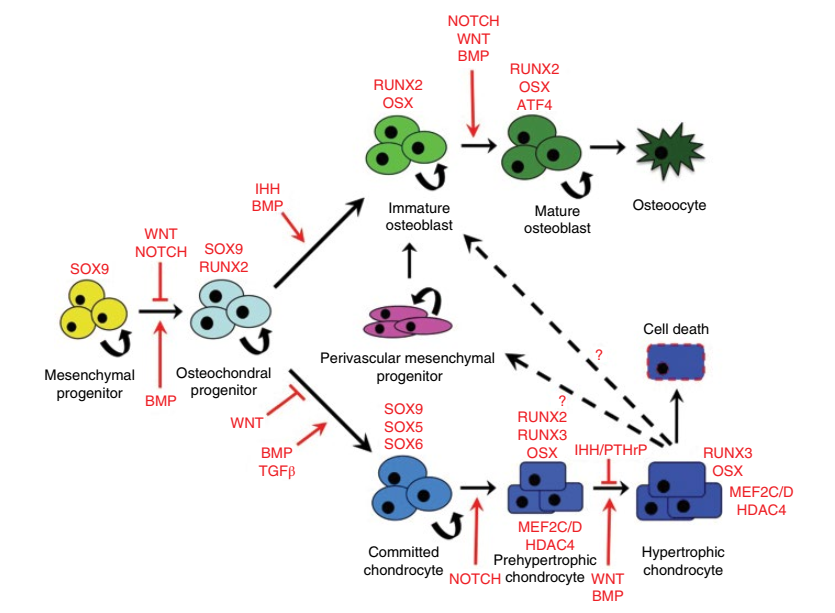 NOTCH
WNT
BMP
RUNX2
OSX
RUNX2
OSX
ATF4
Immature
osteoblast
Mature
osteoblast
Osteoocyte
IHH
BMP
WNT
NOTCH
SOX9
SOX9
RUNX2
Mesenchymal
progenitor
Osteochondral
progenitor
BMP
Perivascular mesenchymal
progenitor
Cell death
?
?
WNT
BMP
TGFβ
SOX9
SOX5
SOX6
Committed
chondrocyte
NOTCH
RUNX2
RUNX3
OSX
MEF2C/D
HDAC4
Prehypertrophic
chondrocyte
IHH/PTHrP
WNT
BMP
RUNX3
OSX
MEF2C/D
HDAC4
Hypertrophic
chondrocyte